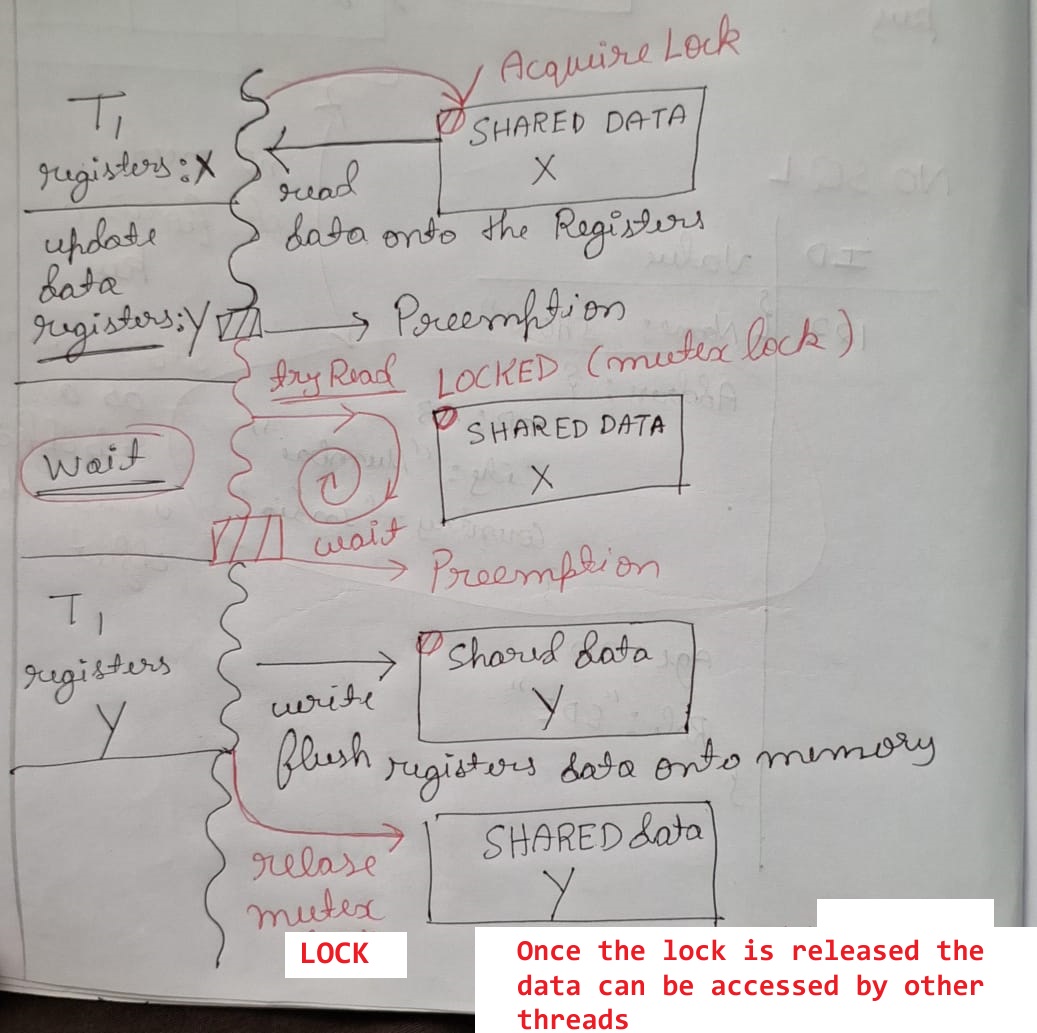 Acquire Lock
T1
registers: X
SHARED DATA
X
read
data onto the Registers
update
data
registers: Y
Preemption
try Read LOCKED (mutex lock)
SHARED DATA
X
Wait
wait
Preemption
T1
registers
Y
Shared data
Y
write
flush registers data onto memory
SHARED data
Y
relase
mutex
LOCK
Once the lock is released the
data can be accessed by other
threads